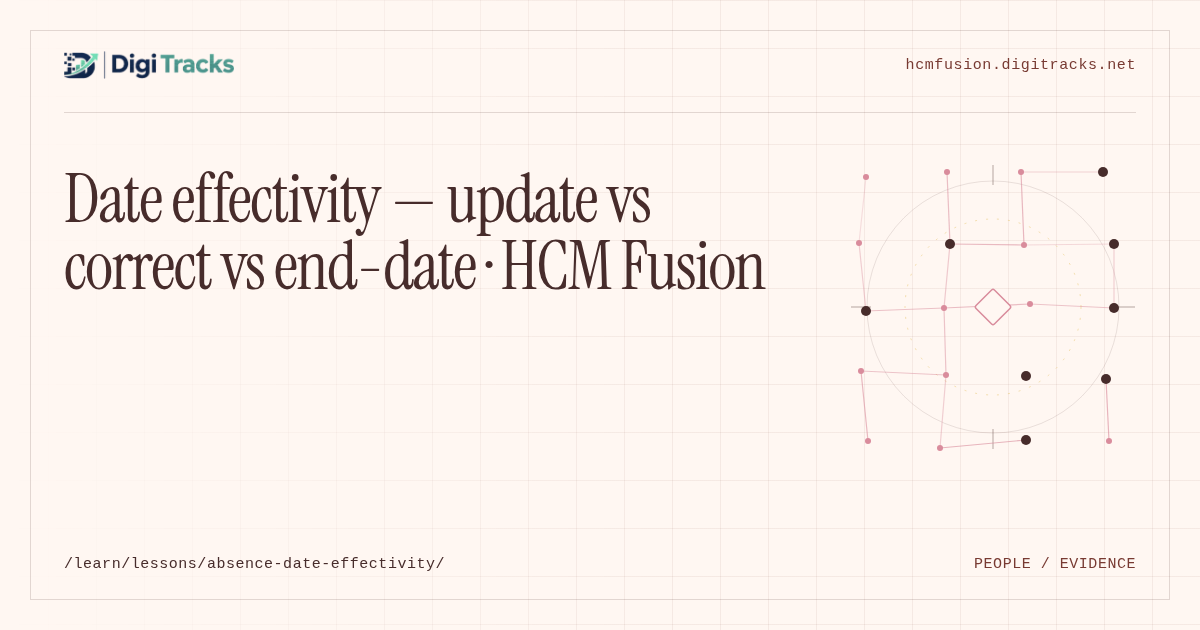 Digi Tracks
hcmfusion.digitracks.net
Date effectivity — update vs
correct vs end-date · HCM Fusion
/learn/lessons/absence-date-effectivity/
PEOPLE / EVIDENCE